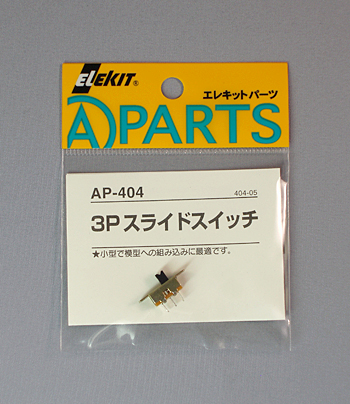 ELEKIT®
エレキットパーツ
APARTS
AP-404
404-05
3Pスライドスイッチ
★小型で模型への組み込みに最適です。